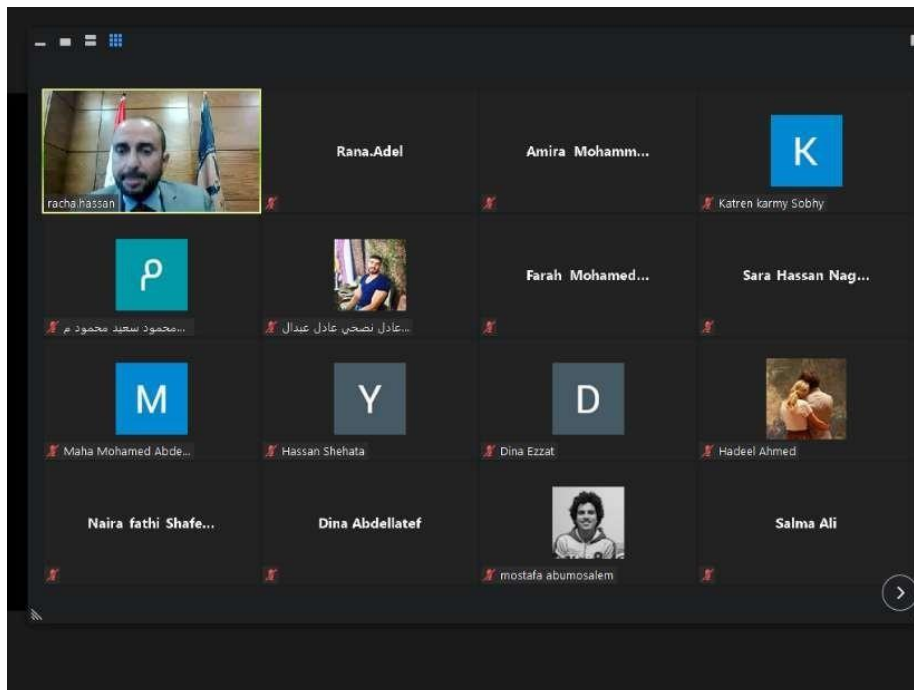 racha.hassan
Rana.Adel
Amira Mohamm...
K
Katren karmy Sobhy
م
محمود سعيد محمود م...
عادل نصحي عادل عبدال...
Farah Mohamed...
Sara Hassan Nag...
M
Maha Mohamed Abde...
Y
Hassan Shehata
D
Dina Ezzat
Hadeel Ahmed
Naira fathi Shafe...
Dina Abdellatef
mostafa abumosalem
Salma Ali